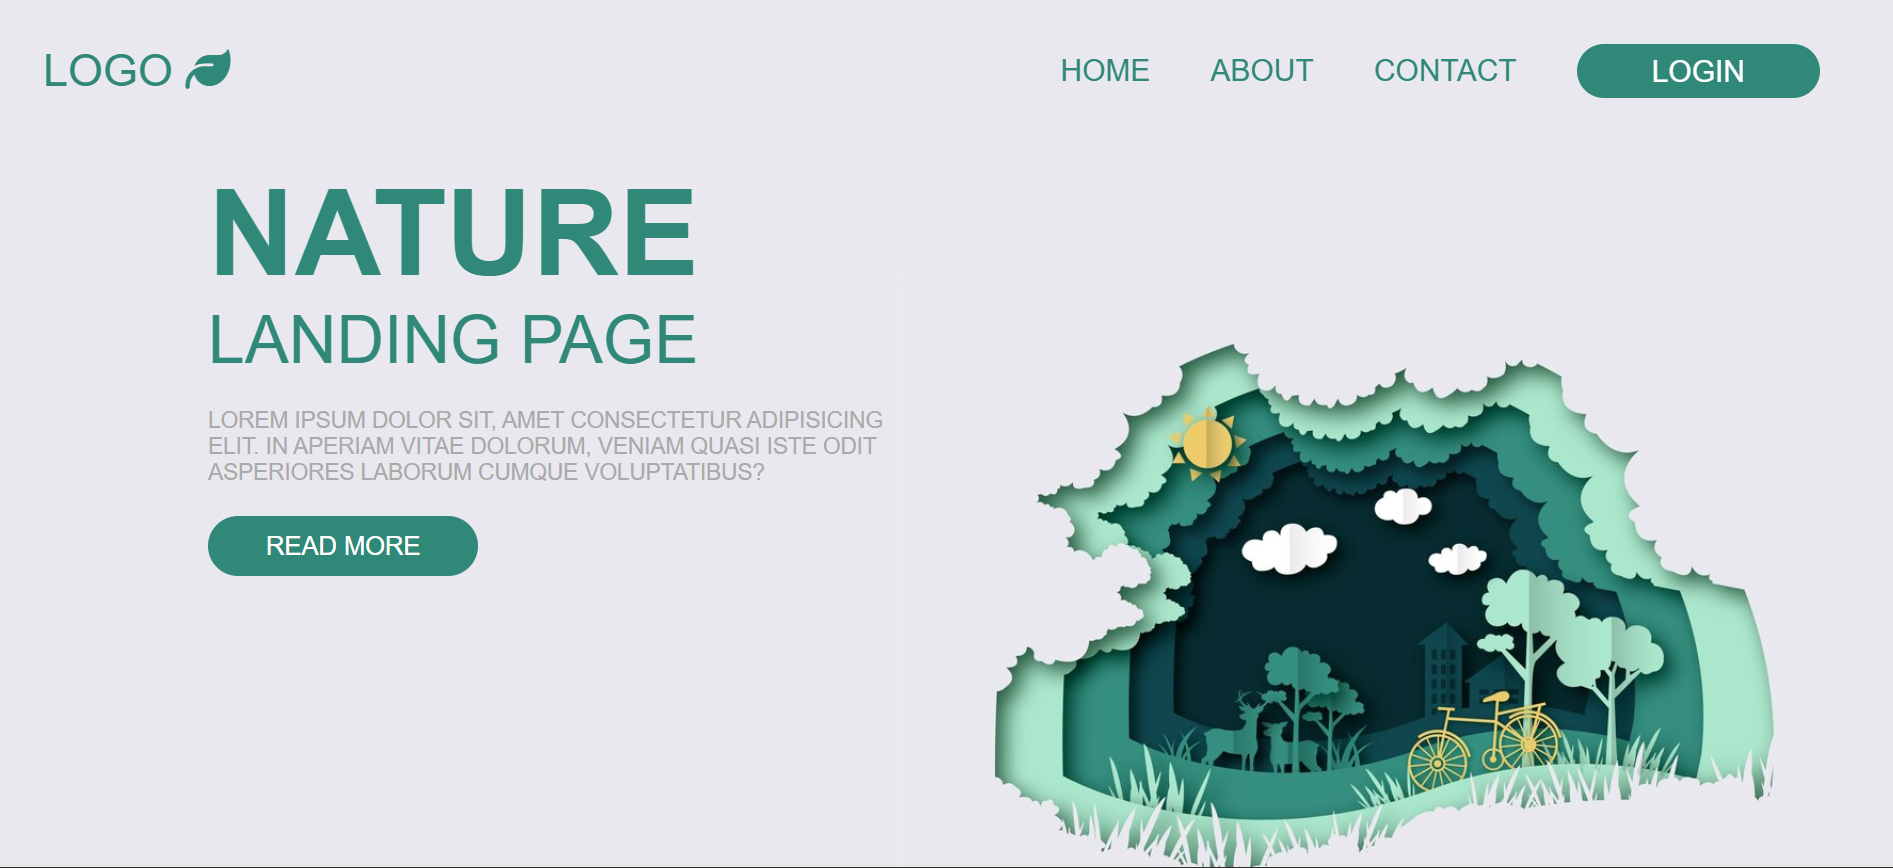 LOGO
HOME ABOUT CONTACT LOGIN
NATURE
LANDING PAGE
LOREM IPSUM DOLOR SIT, AMET CONSECTETUR ADIPISICING
ELIT. IN APERIAM VITAE DOLORUM, VENIAM QUASI ISTE ODIT
ASPERIORES LABORUM CUMQUE VOLUPTATIBUS?
READ MORE